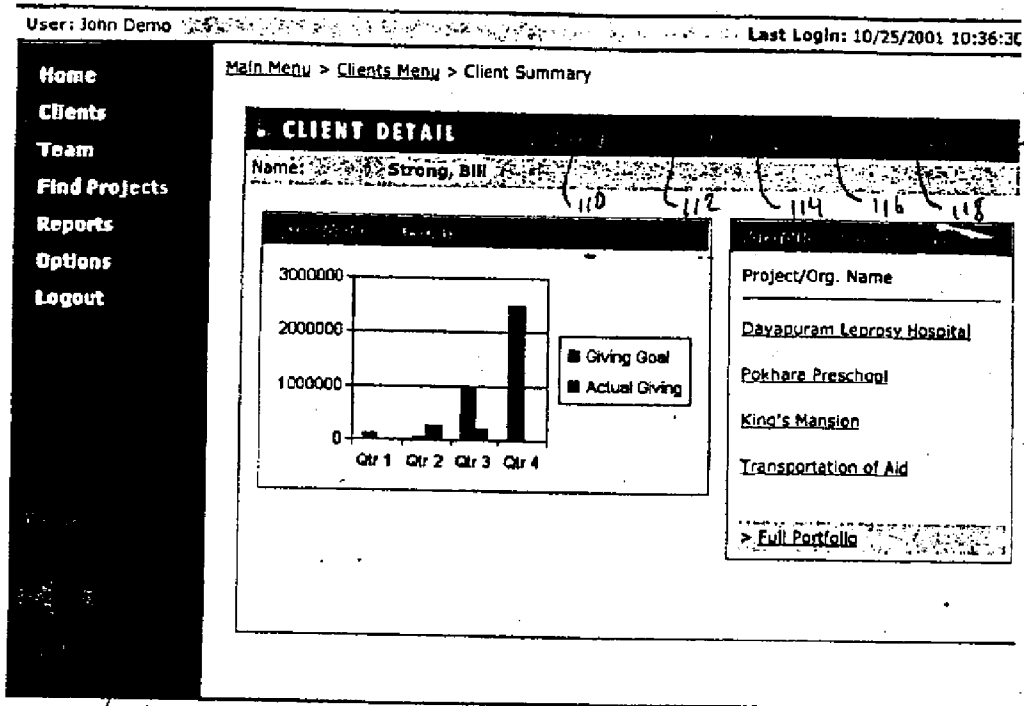 User: John Demo
Last Login: 10/25/2001 10:36:30
Home
Clients
Team
Find Projects
Reports
Options
Logout
Main Menu > Clients Menu > Client Summary
CLIENT DETAIL
Name: Strong, Bill
110 112 114 116 118
3000000
2000000
1000000
0
Qtr 1 Qtr 2 Qtr 3 Qtr 4
Giving Goal
Actual Giving
Project/Org. Name
Dayapuram Leprosy Hospital
Pokhara Preschool
King's Mansion
Transportation of Aid
> Full Portfolio